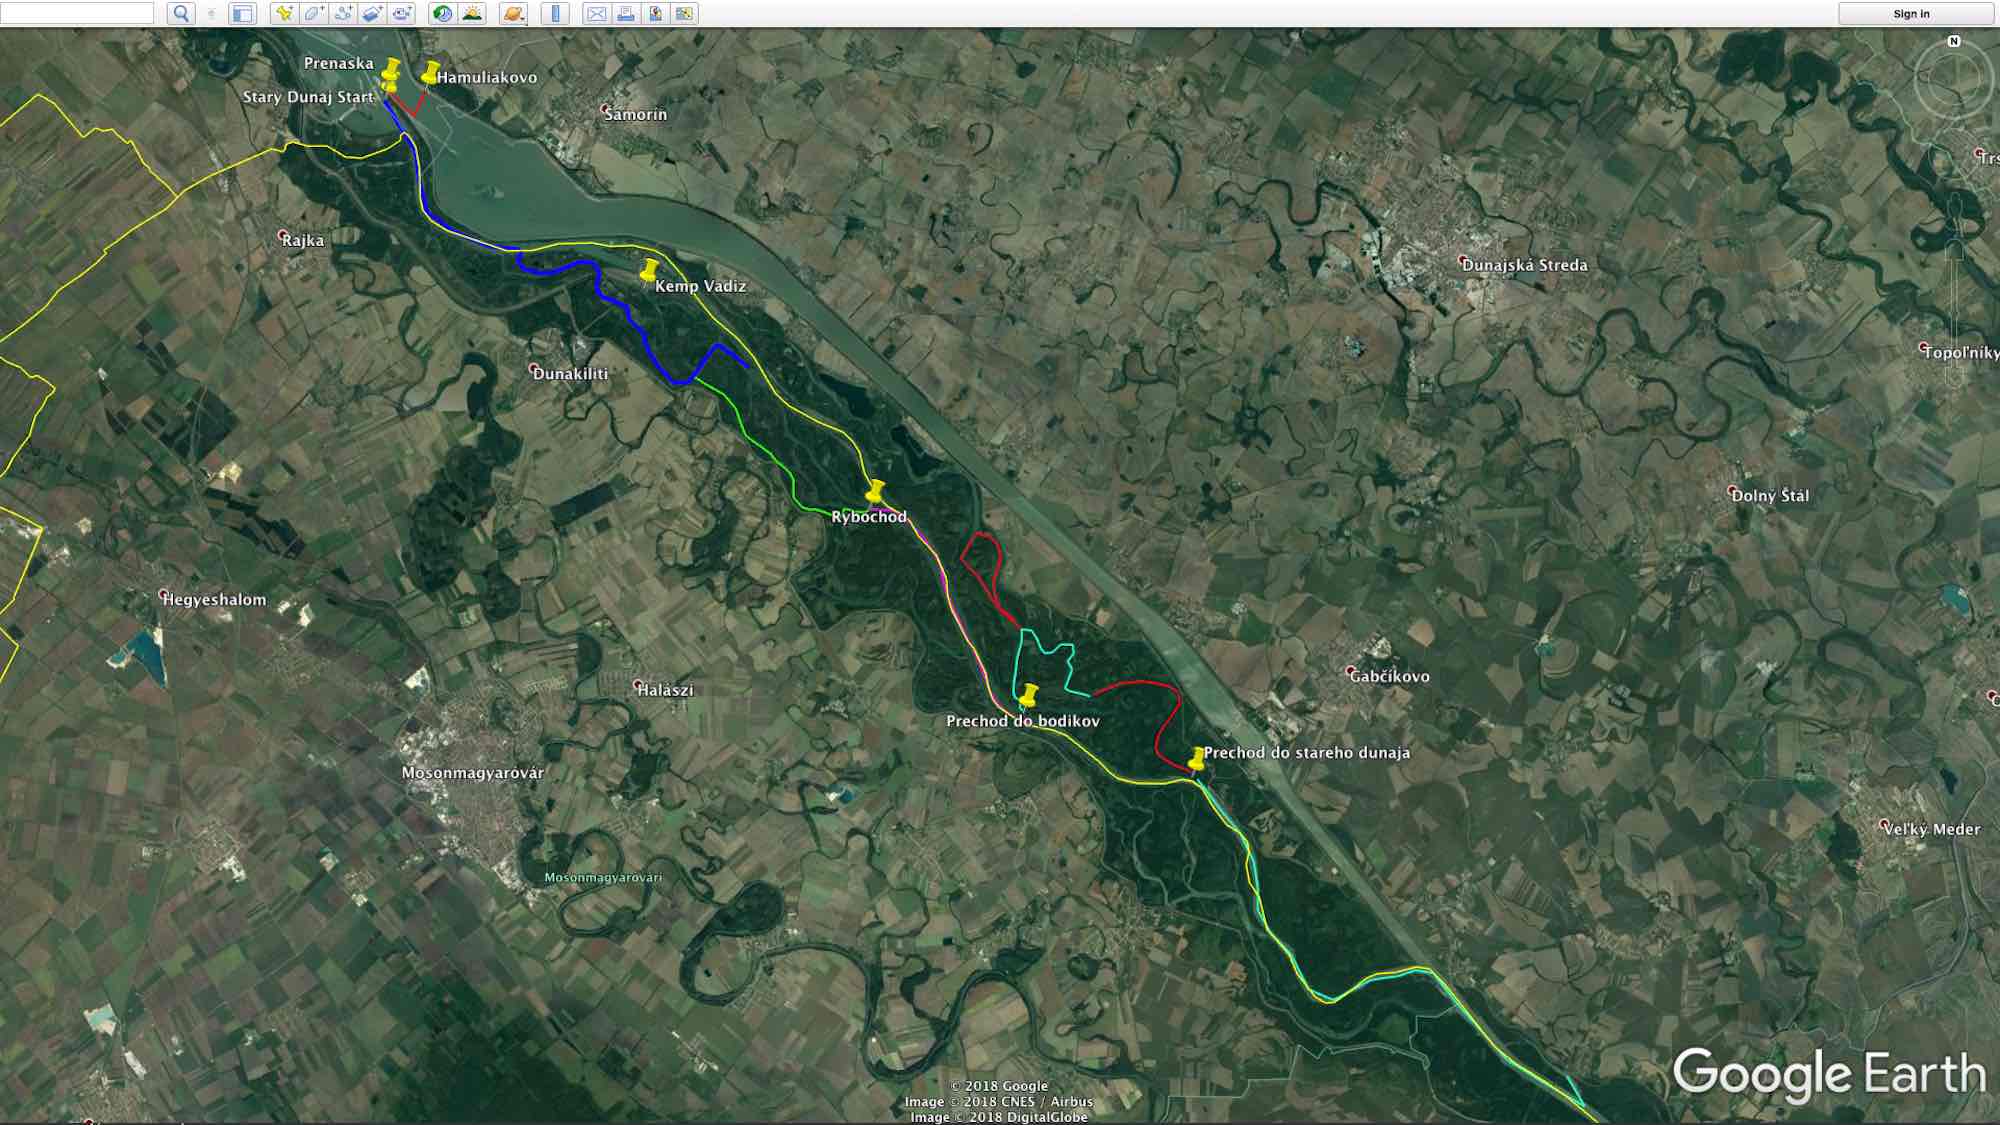 Sign in
N
Prenaska
Hamuliakovo
Stary Dunaj Start
Šamorín
Rajka
Kemp Vadiz
Dunajská Streda
Dunakiliti
Topoľníky
Rybochod
Dolný Štál
Hegyeshalom
Halászi
Gabčíkovo
Prechod do bodikov
Mosonmagyaróvár
Prechod do stareho dunaja
Veľký Meder
Mosonmagyaróvári
Google Earth
© 2018 Google
Image © 2018 CNES / Airbus
Image © 2018 DigitalGlobe